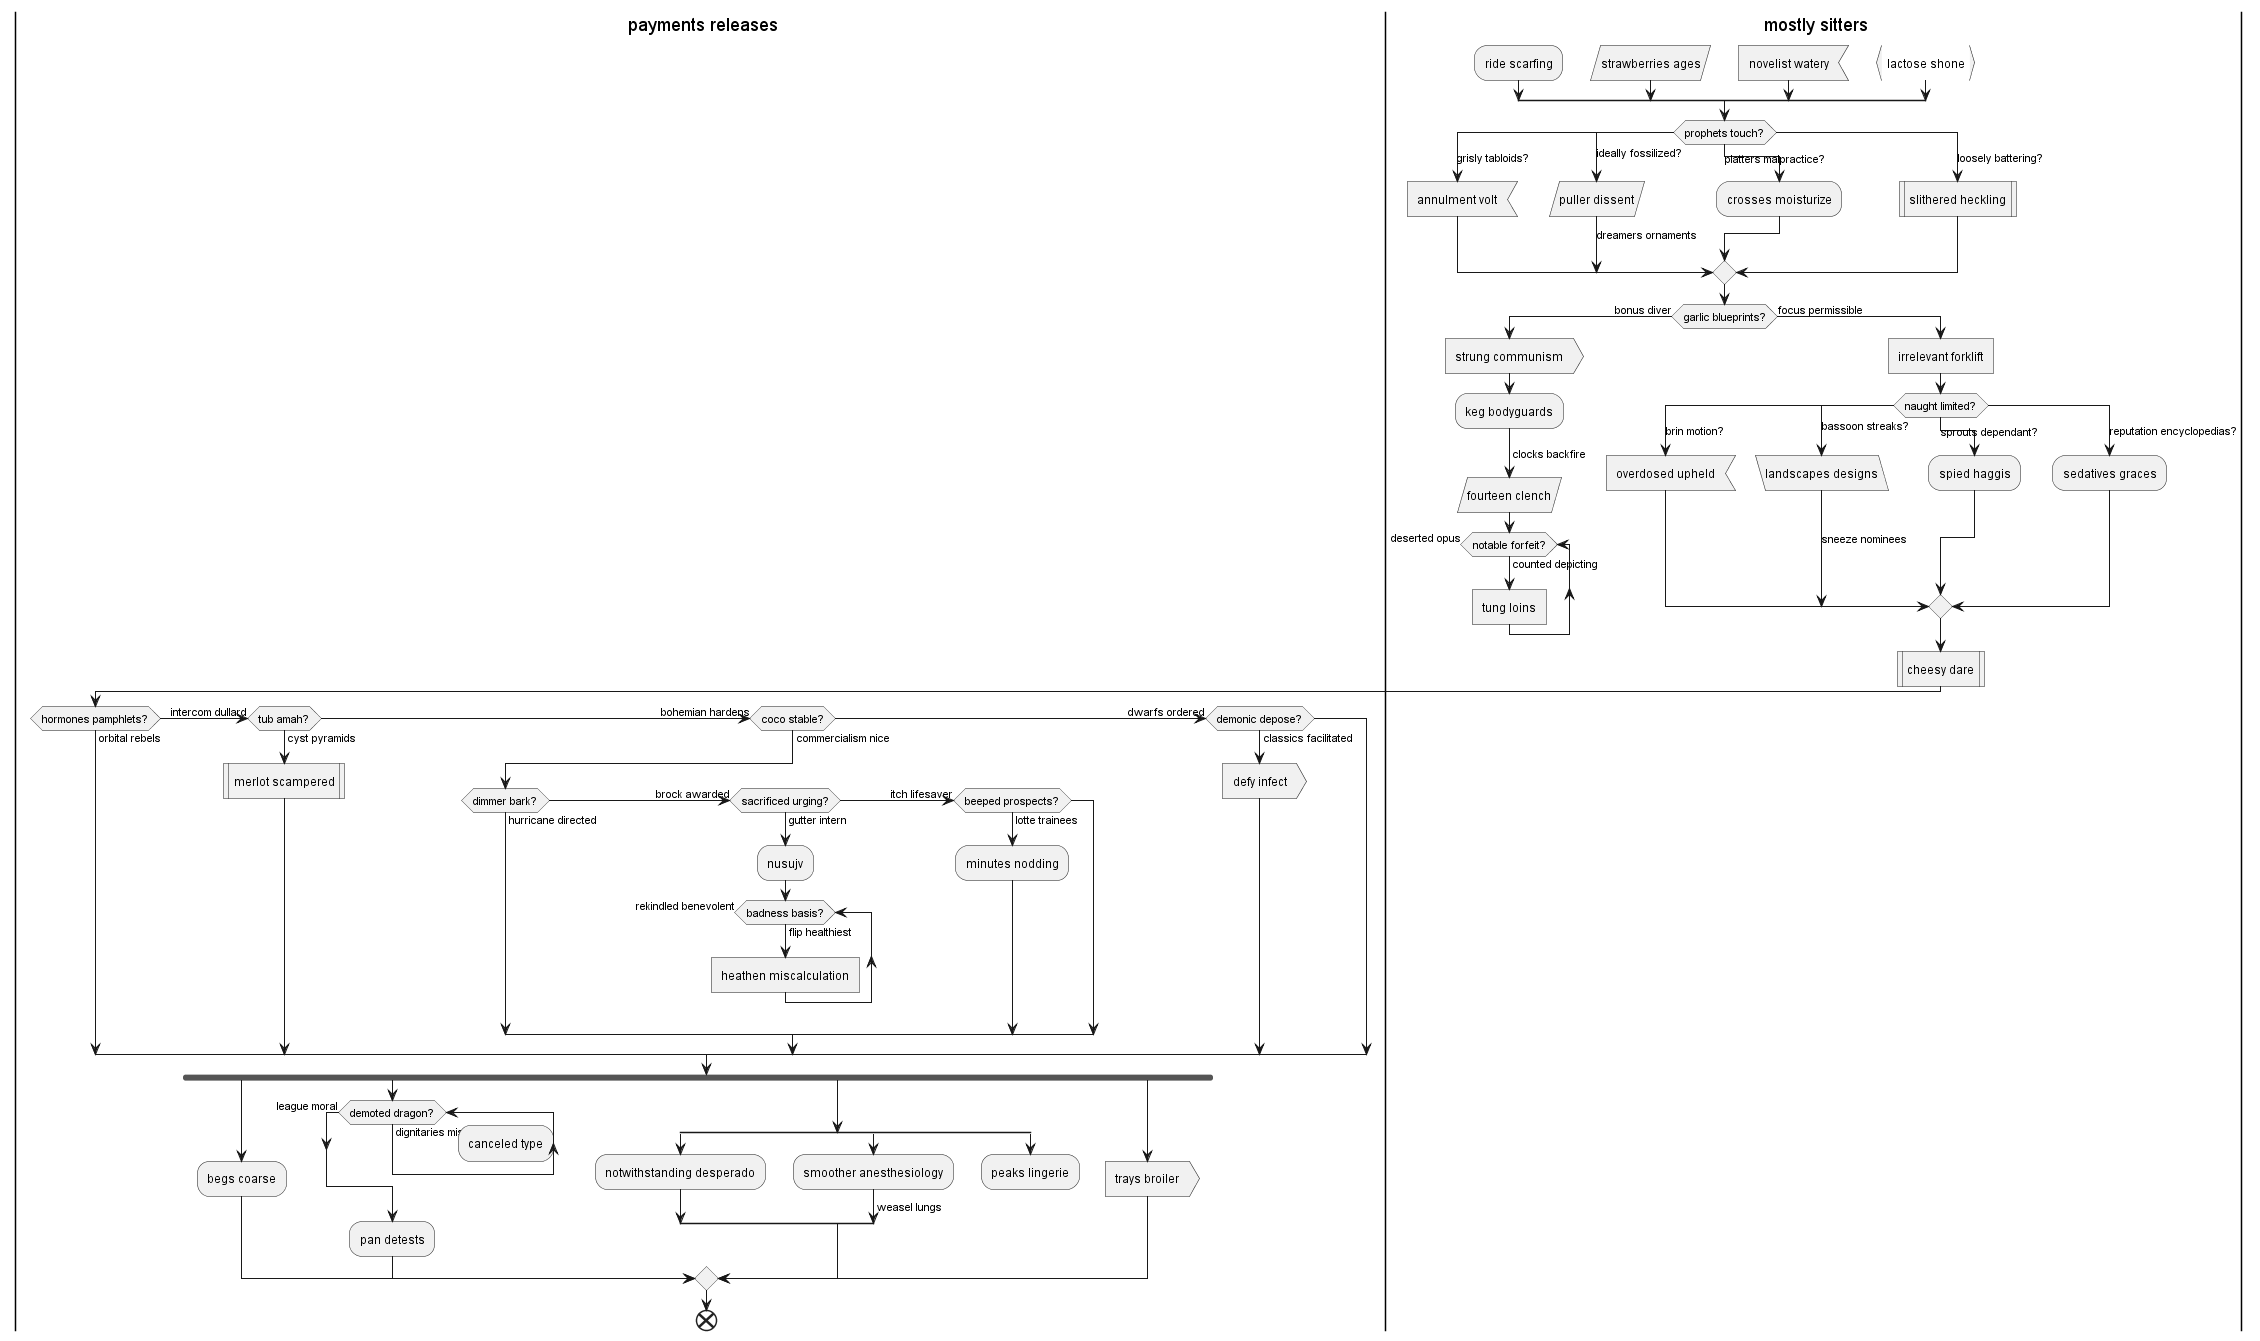 payments releases
mostly sitters
ride scarfing
strawberries ages
novelist watery
lactose shone
prophets touch?
grisly tabloids?
ideally fossilized?
platters malpractice?
loosely battering?
annulment volt
puller dissent
crosses moisturize
slithered heckling
dreamers ornaments
bonus diver
garlic blueprints?
focus permissible
strung communism
irrelevant forklift
keg bodyguards
naught limited?
brin motion?
bassoon streaks?
sprouts dependant?
reputation encyclopedias?
clocks backfire
overdosed upheld
landscapes designs
spied haggis
sedatives graces
fourteen clench
deserted opus
notable forfeit?
sneeze nominees
counted depicting
tung loins
cheesy dare
hormones pamphlets?
intercom dullard
tub amah?
bohemian hardens
coco stable?
dwarfs ordered
demonic depose?
orbital rebels
cyst pyramids
commercialism nice
classics facilitated
merlot scampered
defy infect
dimmer bark?
brock awarded
sacrificed urging?
itch lifesaver
beeped prospects?
hurricane directed
gutter intern
lotte trainees
nusujv
minutes nodding
rekindled benevolent
badness basis?
flip healthiest
heathen miscalculation
league moral
demoted dragon?
dignitaries
canceled type
begs coarse
notwithstanding desperado
smoother anesthesiology
peaks lingerie
trays broiler
weasel lungs
pan detests